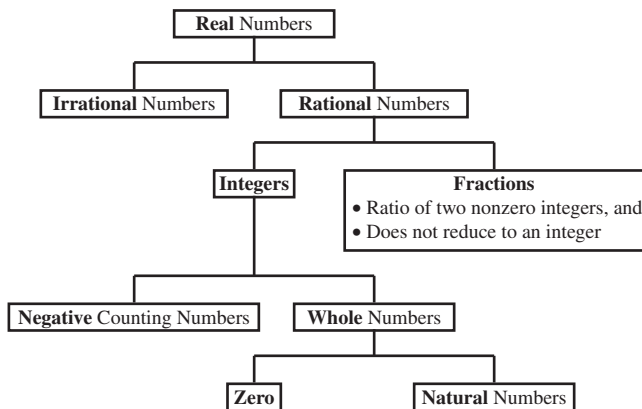 Real Numbers
Irrational Numbers
Rational Numbers
Integers
Fractions
• Ratio of two nonzero integers, and
• Does not reduce to an integer
Negative Counting Numbers
Whole Numbers
Zero
Natural Numbers